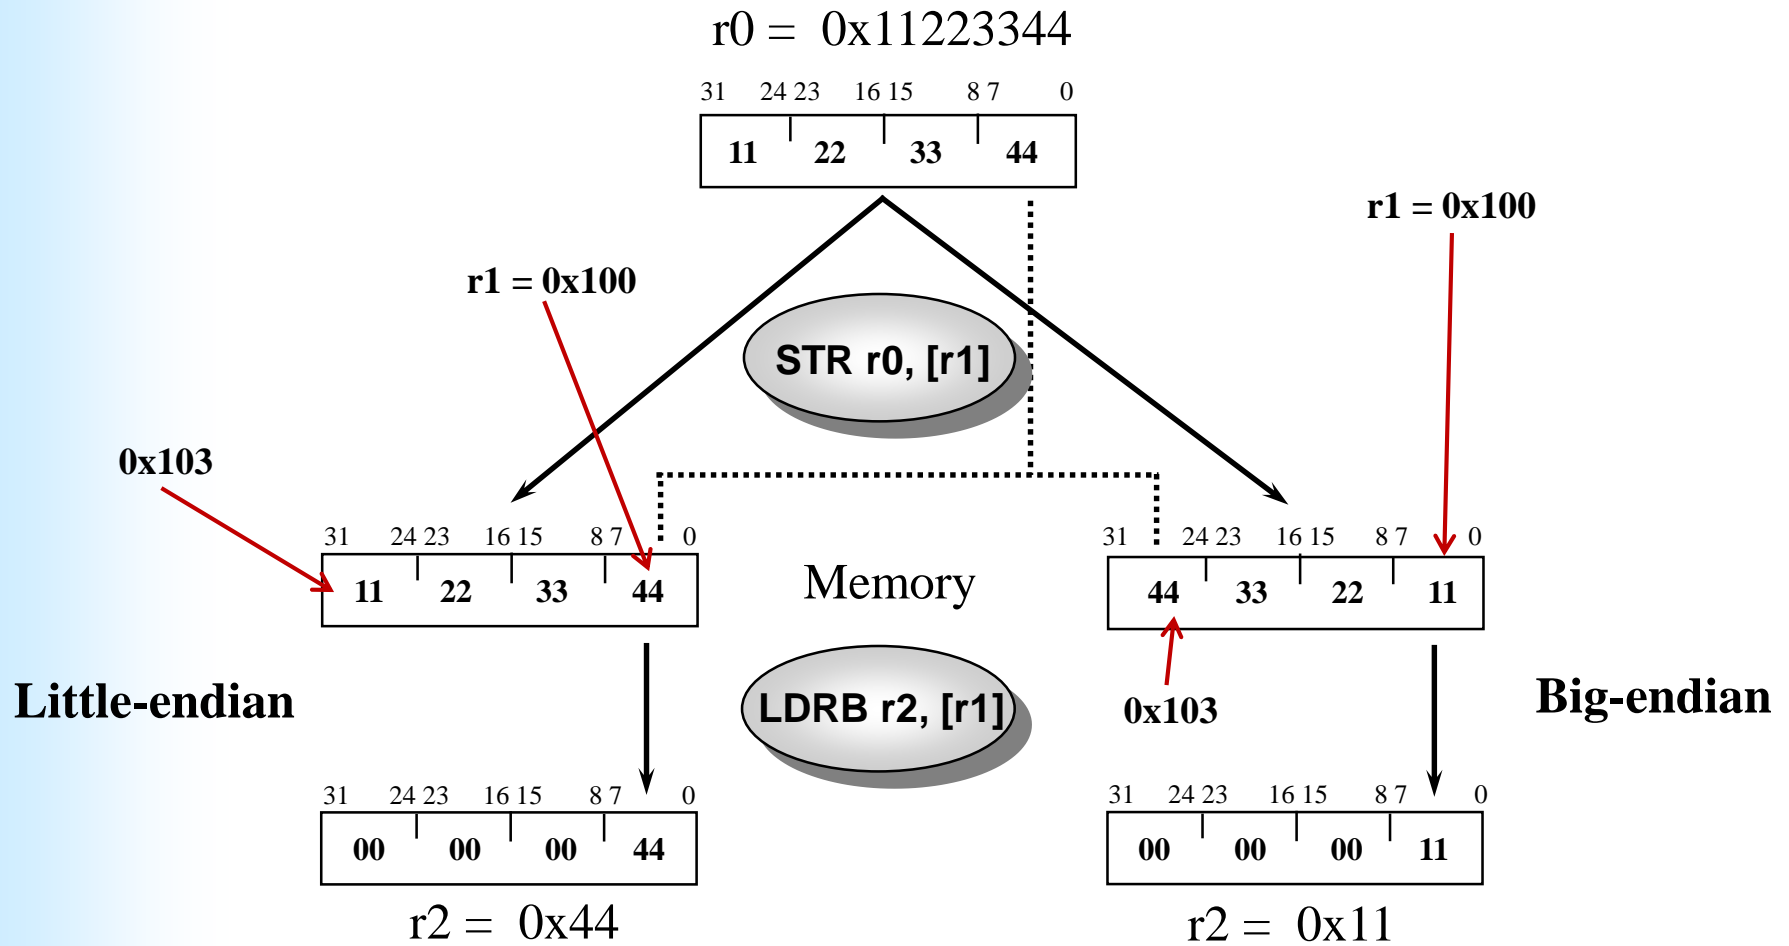 r0 = 0x11223344
31 24 23 16 15 8 7 0
11 22 33 44
r1 = 0x100
r1 = 0x100
STR r0, [r1]
0x103
31 24 23 16 15 8 7 0
31 24 23 16 15 8 7 0
11 22 33 44
Memory
44 33 22 11
Little-endian
LDRB r2, [r1]
0x103
Big-endian
31 24 23 16 15 8 7 0
31 24 23 16 15 8 7 0
00 00 00 44
00 00 00 11
r2 = 0x44
r2 = 0x11